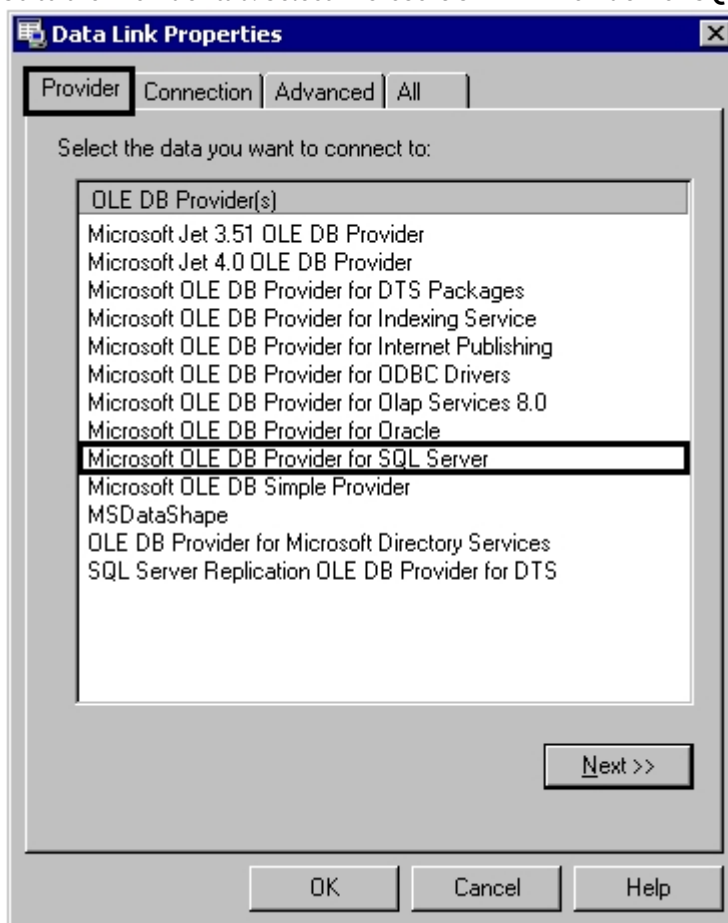 Data Link Properties
Provider Connection Advanced All
Select the data you want to connect to:
OLE DB Provider(s)
Microsoft Jet 3.51 OLE DB Provider
Microsoft Jet 4.0 OLE DB Provider
Microsoft OLE DB Provider for DTS Packages
Microsoft OLE DB Provider for Indexing Service
Microsoft OLE DB Provider for Internet Publishing
Microsoft OLE DB Provider for ODBC Drivers
Microsoft OLE DB Provider for Olap Services 8.0
Microsoft OLE DB Provider for Oracle
Microsoft OLE DB Provider for SQL Server
Microsoft OLE DB Simple Provider
MSDataShape
OLE DB Provider for Microsoft Directory Services
SQL Server Replication OLE DB Provider for DTS
Next >>
OK Cancel Help